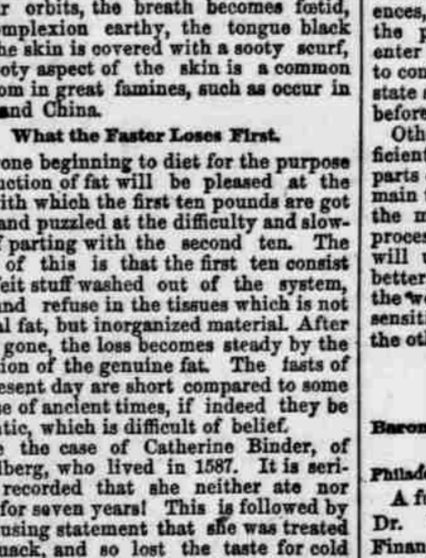 r orbits, the breath becomes fœtid,
mplexion earthy, the tongue black
he skin is covered with a sooty scurf,
oty aspect of the skin is a common
om in great famines, such as occur in
and China.
What the Faster Loses First.
one beginning to diet for the purpose
uction of fat will be pleased at the
ith which the first ten pounds are got
and puzzled at the difficulty and slow-
f parting with the second ten. The
of this is that the first ten consist
feit stuff washed out of the system,
and refuse in the tissues which is not
al fat, but inorganized material. After
gone, the loss becomes steady by the
ion of the genuine fat. The fasts of
esent day are short compared to some
se of ancient times, if indeed they be
tic, which is difficult of belief.
e the case of Catherine Binder, of
lberg, who lived in 1587. It is seri-
recorded that she neither ate nor
for seven years! This is followed by
using statement that she was treated
uack, and so lost the taste for cold
ences,
the p
enter
to con
state a
before
Oth
ficient
parts
main t
the m
proces
will u
better
the we
sensiti
the oth
Baron
Philade
A fu
Dr.
Finan